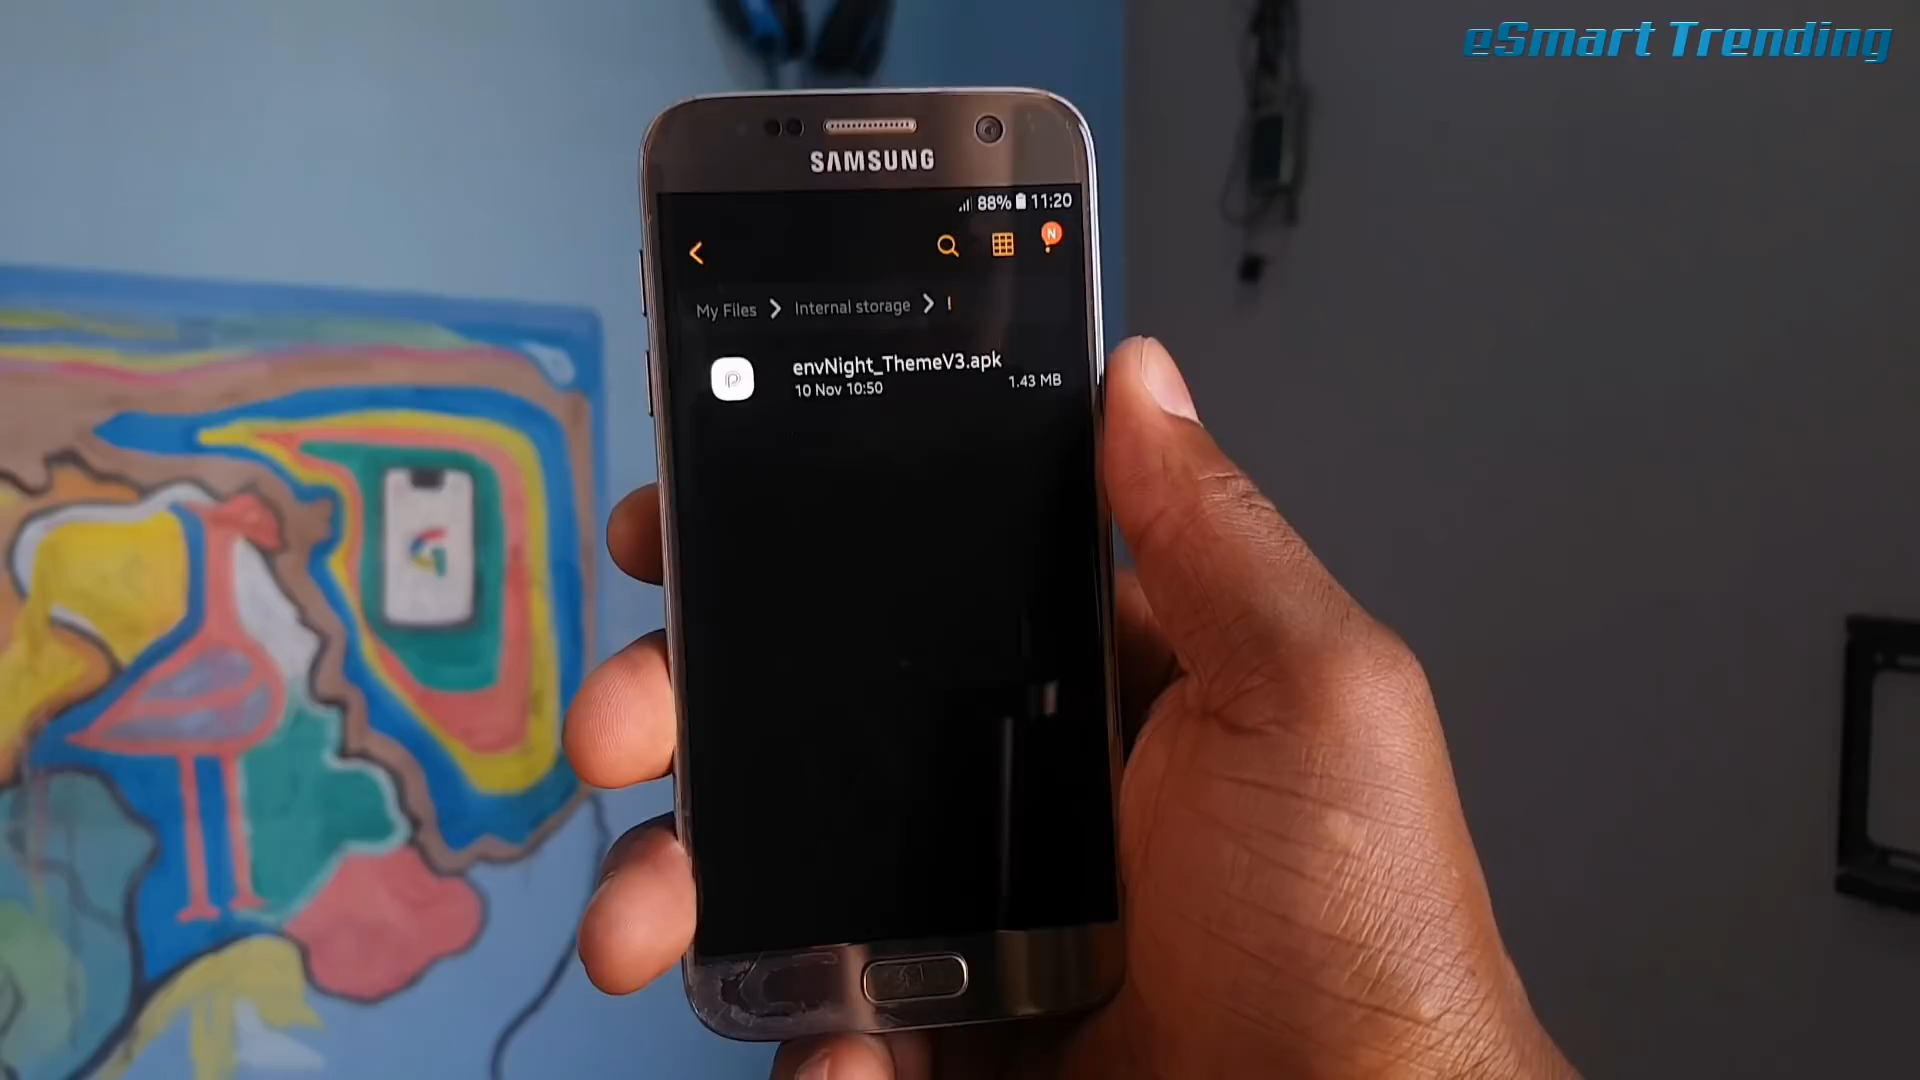 eSmart Trending
SAMSUNG
88% 11:20
N
My Files > Internal storage > !
envNight_ThemeV3.apk
10 Nov 10:50
1.43 MB